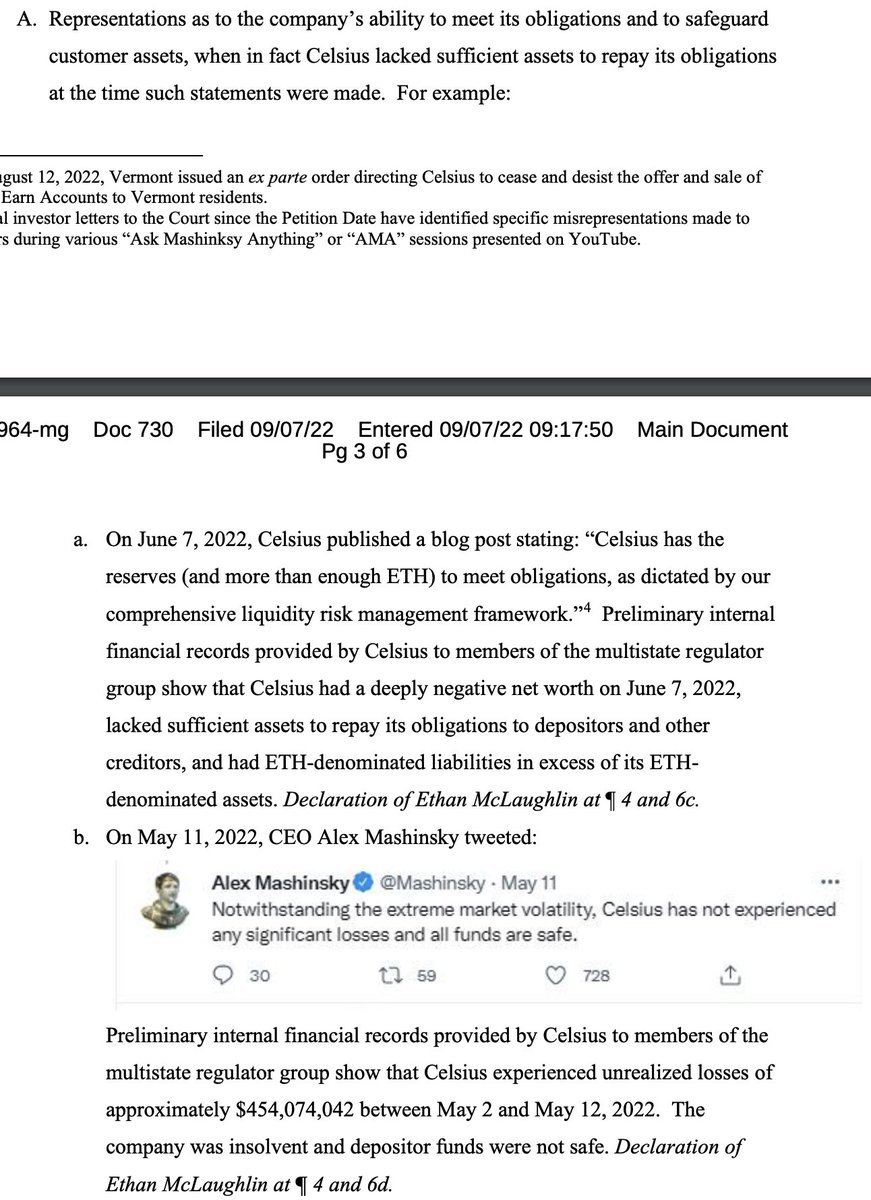 A. Representations as to the company’s ability to meet its obligations and to safeguard
customer assets, when in fact Celsius lacked sufficient assets to repay its obligations
at the time such statements were made. For example:
12, 2022, Vermont issued an ex parte order directing Celsius to cease and desist the offer and sale of
Earn Accounts to Vermont residents.
investor letters to the Court since the Petition Date have identified specific misrepresentations made to
during various “Ask Mashinksy Anything” or “AMA” sessions presented on YouTube.
964-mg Doc 730 Filed 09/07/22 Entered 09/07/22 09:17:50 Main Document
Pg 3 of 6
a. On June 7, 2022, Celsius published a blog post stating: “Celsius has the
reserves (and more than enough ETH) to meet obligations, as dictated by our
comprehensive liquidity risk management framework.”4 Preliminary internal
financial records provided by Celsius to members of the multistate regulator
group show that Celsius had a deeply negative net worth on June 7, 2022,
lacked sufficient assets to repay its obligations to depositors and other
creditors, and had ETH-denominated liabilities in excess of its ETH-
denominated assets. Declaration of Ethan McLaughlin at ¶ 4 and 6c.
b. On May 11, 2022, CEO Alex Mashinsky tweeted:
Alex Mashinsky @Mashinsky · May 11
Notwithstanding the extreme market volatility, Celsius has not experienced
any significant losses and all funds are safe.
30 59 728
Preliminary internal financial records provided by Celsius to members of the
multistate regulator group show that Celsius experienced unrealized losses of
approximately $454,074,042 between May 2 and May 12, 2022. The
company was insolvent and depositor funds were not safe. Declaration of
Ethan McLaughlin at ¶ 4 and 6d.